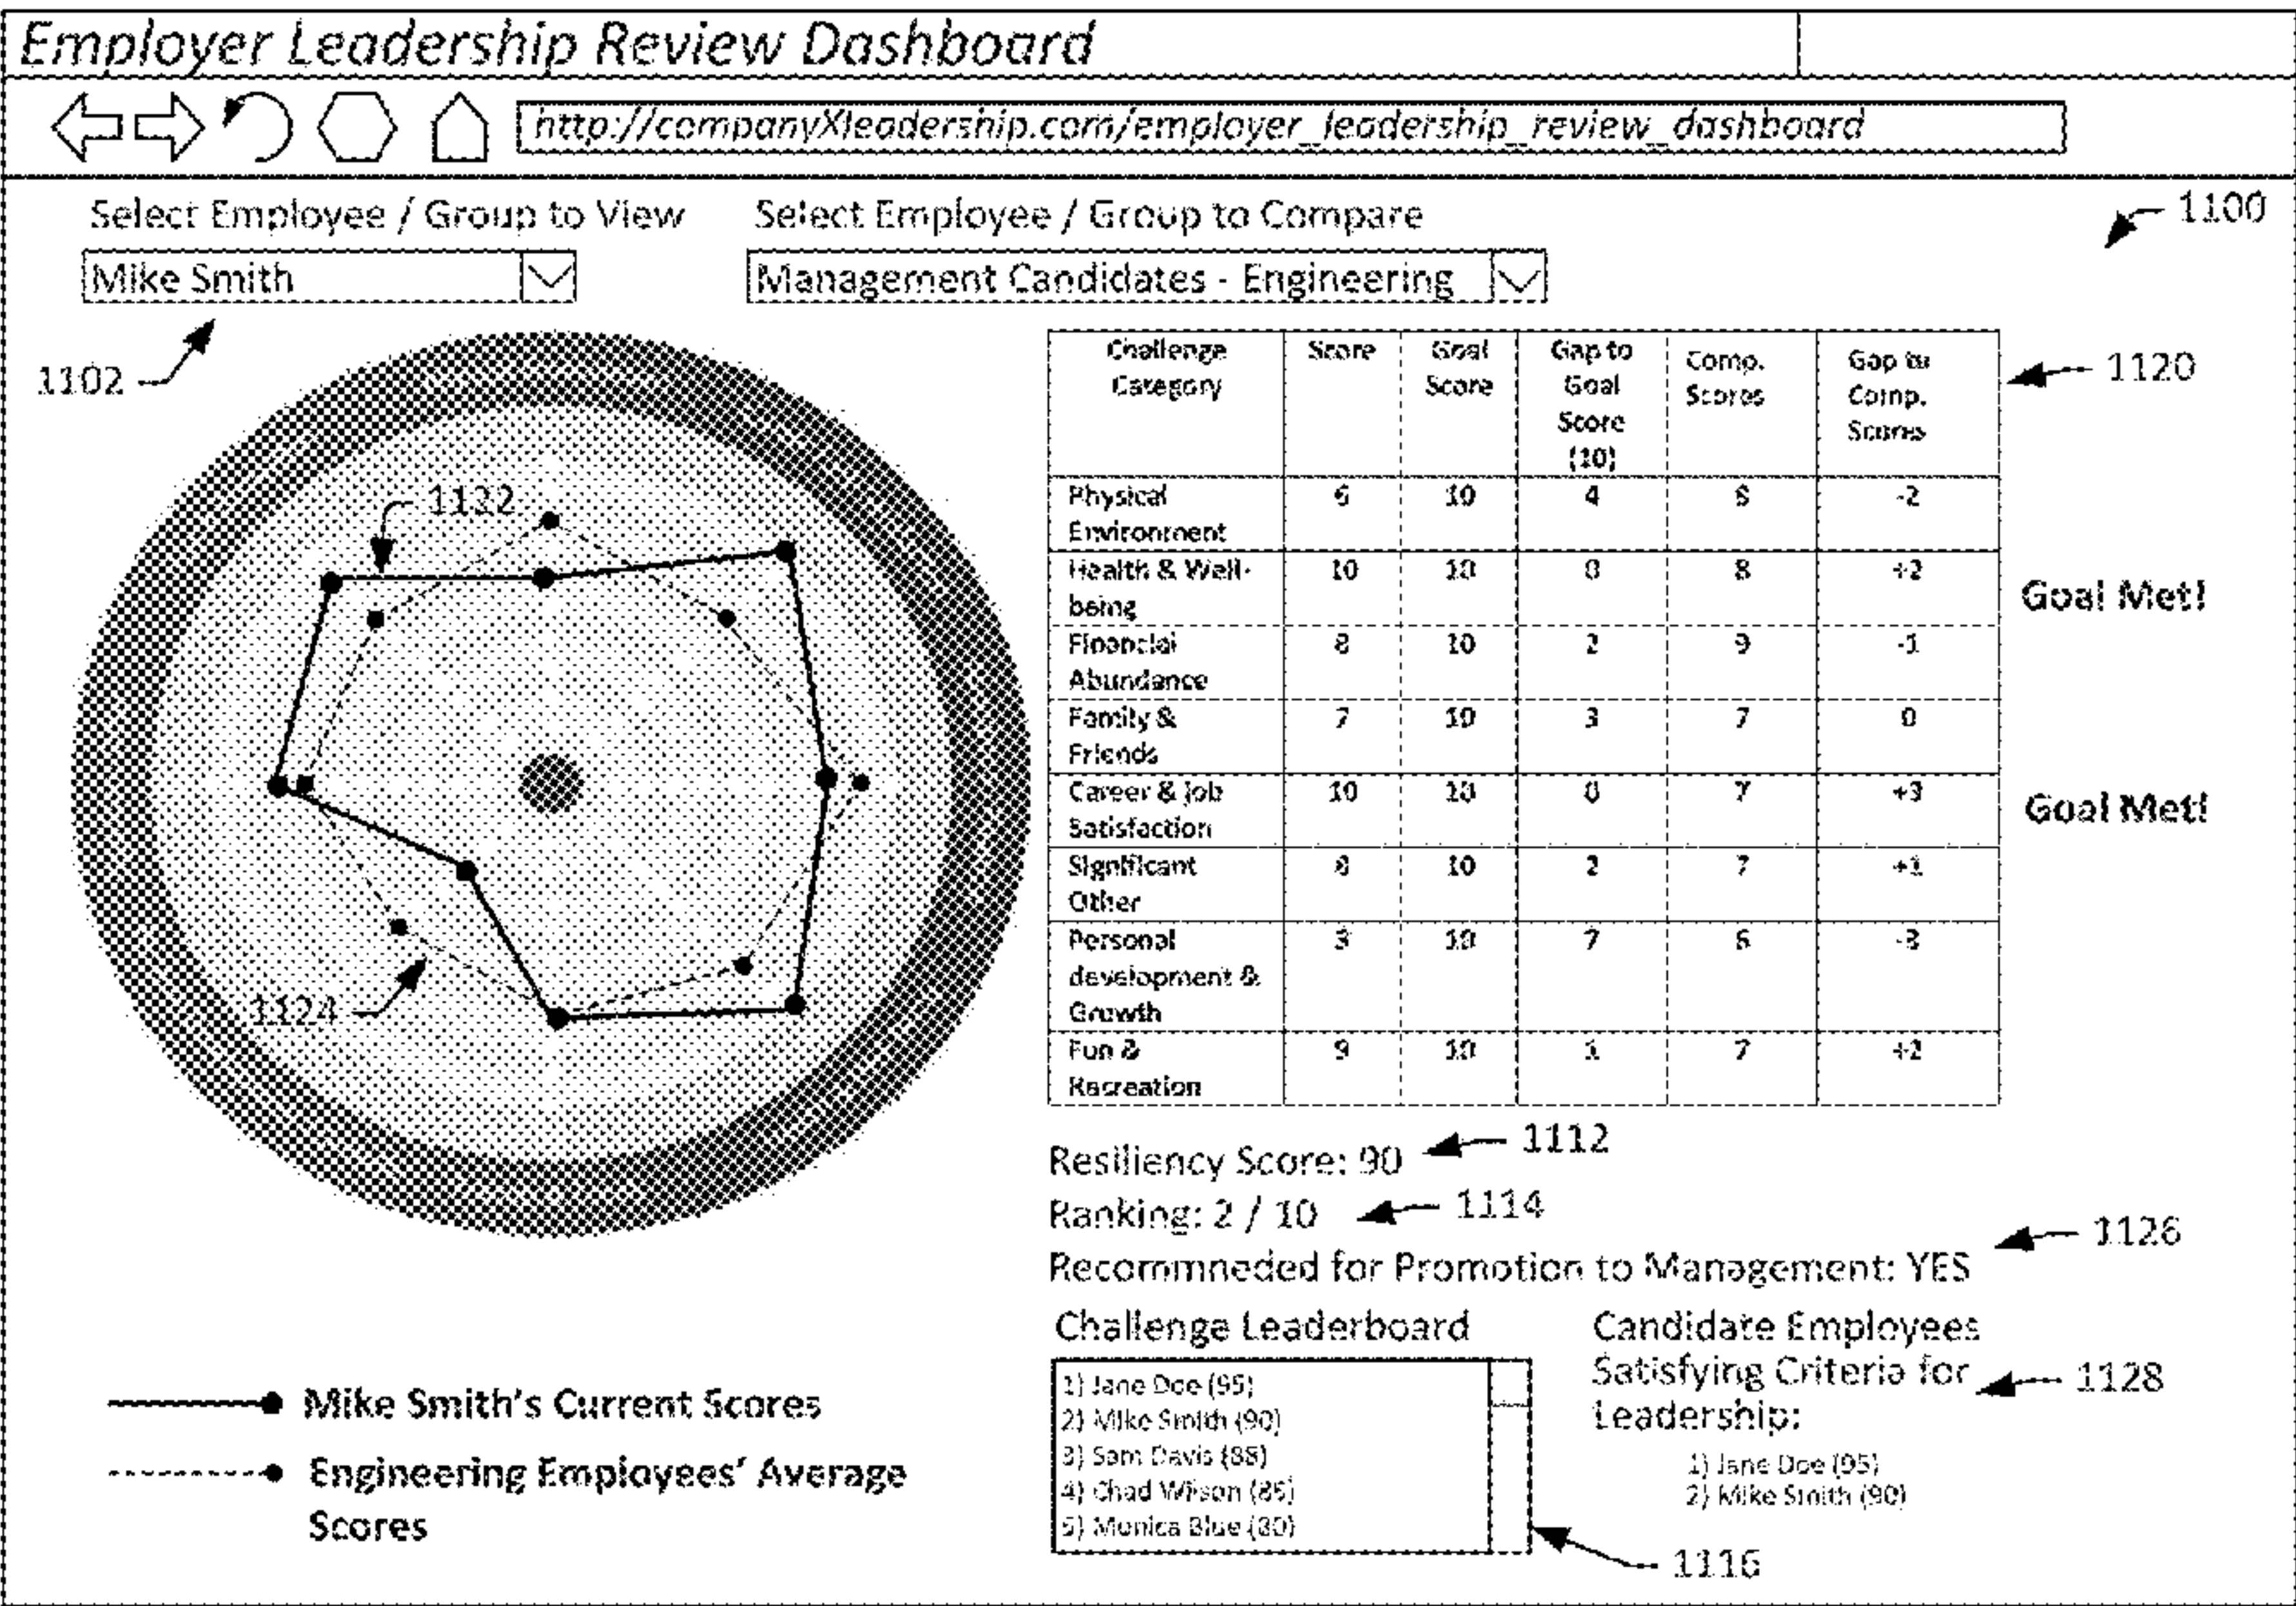 Employer Leadership Review Dashboard
http://companyXleadership.com/employer_leadership_review_dashboard
Select Employee / Group to View
Select Employee / Group to Compare
1100
Mike Smith
Management Candidates - Engineering
1102
1122
1124
Challenge Category | Score | Goal Score | Gap to Goal Score (10) | Comp. Scores | Gap to Comp. Scores
1120
Physical Environment | 6 | 10 | 4 | 8 | -2
Health & Well-being | 10 | 10 | 0 | 8 | +2
Goal Met!
Financial Abundance | 8 | 10 | 2 | 9 | -1
Family & Friends | 7 | 10 | 3 | 7 | 0
Career & Job Satisfaction | 10 | 10 | 0 | 7 | +3
Goal Met!
Significant Other | 8 | 10 | 2 | 7 | +1
Personal development & Growth | 3 | 10 | 7 | 6 | -3
Fun & Recreation | 9 | 10 | 1 | 7 | +2
Resiliency Score: 90
1112
Ranking: 2 / 10
1114
Recommneded for Promotion to Management: YES
1126
Challenge Leaderboard
1) Jane Doe (95)
2) Mike Smith (90)
3) Sam Davis (88)
4) Chad Wilson (85)
5) Monica Blue (80)
1116
Candidate Employees
Satisfying Criteria for
Leadership:
1128
1) Jane Doe (95)
2) Mike Smith (90)
Mike Smith's Current Scores
Engineering Employees' Average
Scores